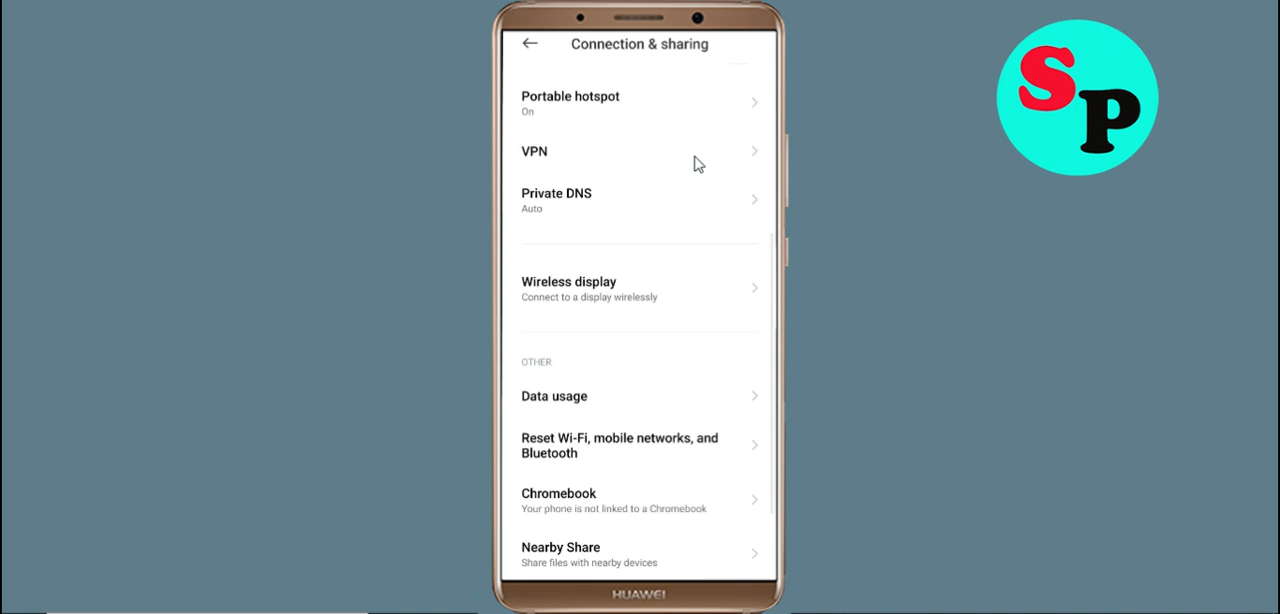 Connection & sharing
Portable hotspot
On
VPN
Private DNS
Auto
Wireless display
Connect to a display wirelessly
OTHER
Data usage
Reset Wi-Fi, mobile networks, and
Bluetooth
Chromebook
Your phone is not linked to a Chromebook
Nearby Share
Share files with nearby devices
HUAWEI
SP